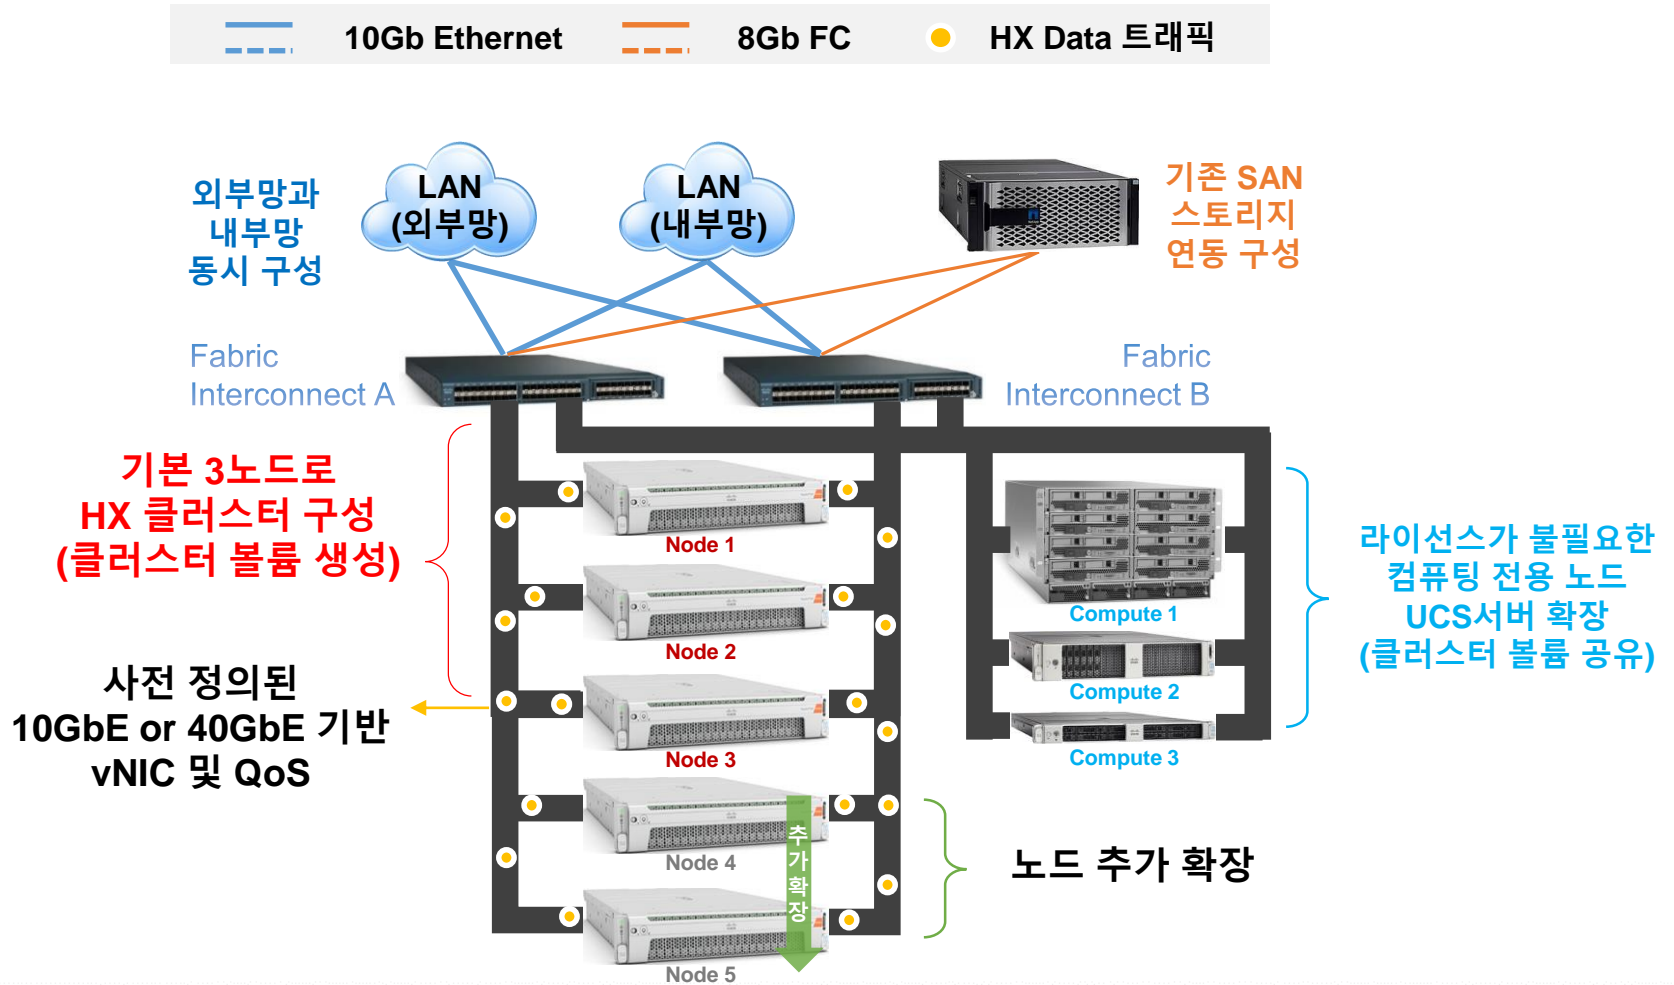 10Gb Ethernet
8Gb FC
HX Data 트래픽
외부망과
내부망
동시 구성
LAN
(외부망)
LAN
(내부망)
기존 SAN
스토리지
연동 구성
Fabric
Interconnect A
Fabric
Interconnect B
기본 3노드로
HX 클러스터 구성
(클러스터 볼륨 생성)
Node 1
Node 2
Node 3
Node 4
Node 5
추가확장
사전 정의된
10GbE or 40GbE 기반
vNIC 및 QoS
Compute 1
Compute 2
Compute 3
라이선스가 불필요한
컴퓨팅 전용 노드
UCS서버 확장
(클러스터 볼륨 공유)
노드 추가 확장